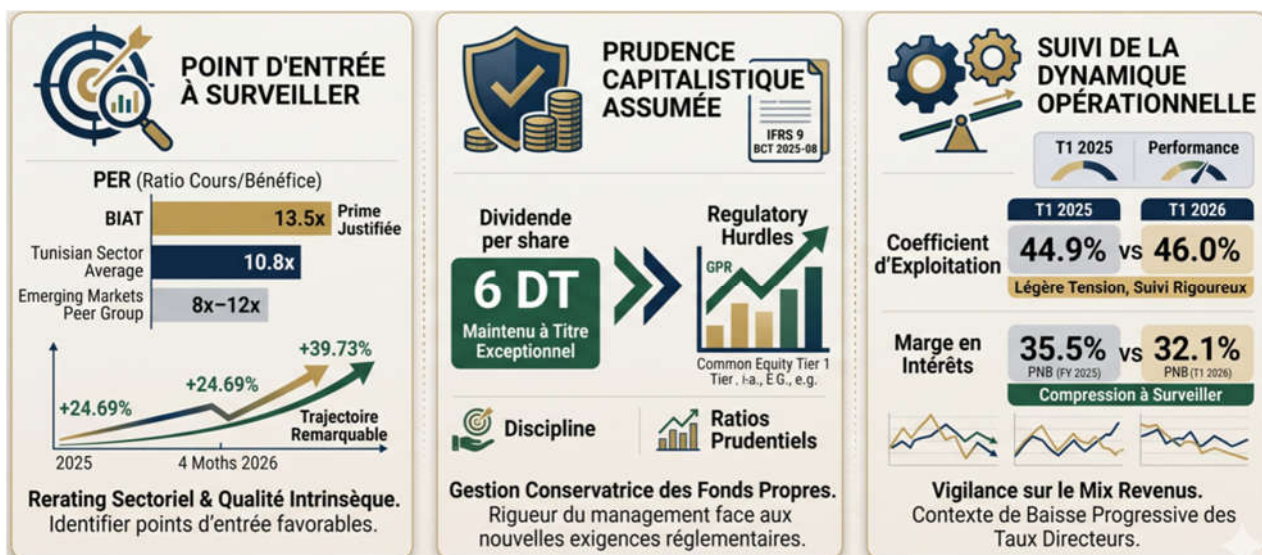 POINT D'ENTRÉE
À SURVEILLER
PER (Ratio Cours/Bénéfice)
BIAT
13.5x
Prime
Justifiée
Tunisian Sector
Average
10.8x
Emerging Markets
Peer Group
8x–12x
+24.69%
+24.69%
+39.73%
Trajectoire
Remarquable
2025
4 Moths 2026
Rerating Sectoriel & Qualité Intrinsèque.
Identifier points d'entrée favorables.
PRUDENCE
CAPITALISTIQUE
ASSUMÉE
IFRS 9
BCT 2025-08
Dividende
per share
6 DT
Maintenu à Titre
Exceptionnel
Regulatory
Hurdles
GPR
Common Equity Tier 1
Discipline
Ratios
Prudentiels
Gestion Conservatrice des Fonds Propres.
Rigueur du management face aux
nouvelles exigences réglementaires.
SUIVI DE LA
DYNAMIQUE
OPÉRATIONNELLE
T1 2025
Performance
T1 2025
T1 2026
Coefficient
d'Exploitation
44.9% vs 46.0%
Légère Tension, Suivi Rigoureux
Marge en
Intérêts
35.5% vs 32.1%
PNB (FY 2025)
PNB (T1 2026)
Compression à Surveiller
Vigilance sur le Mix Revenus.
Contexte de Baisse Progressive des
Taux Directeurs.